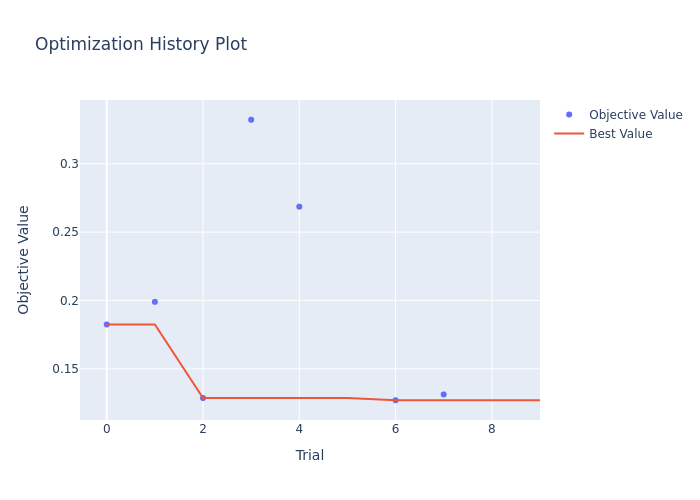 Optimization History Plot
Objective Value
Best Value
0.3
0.25
0.2
0.15
Objective Value
0
2
4
6
8
Trial